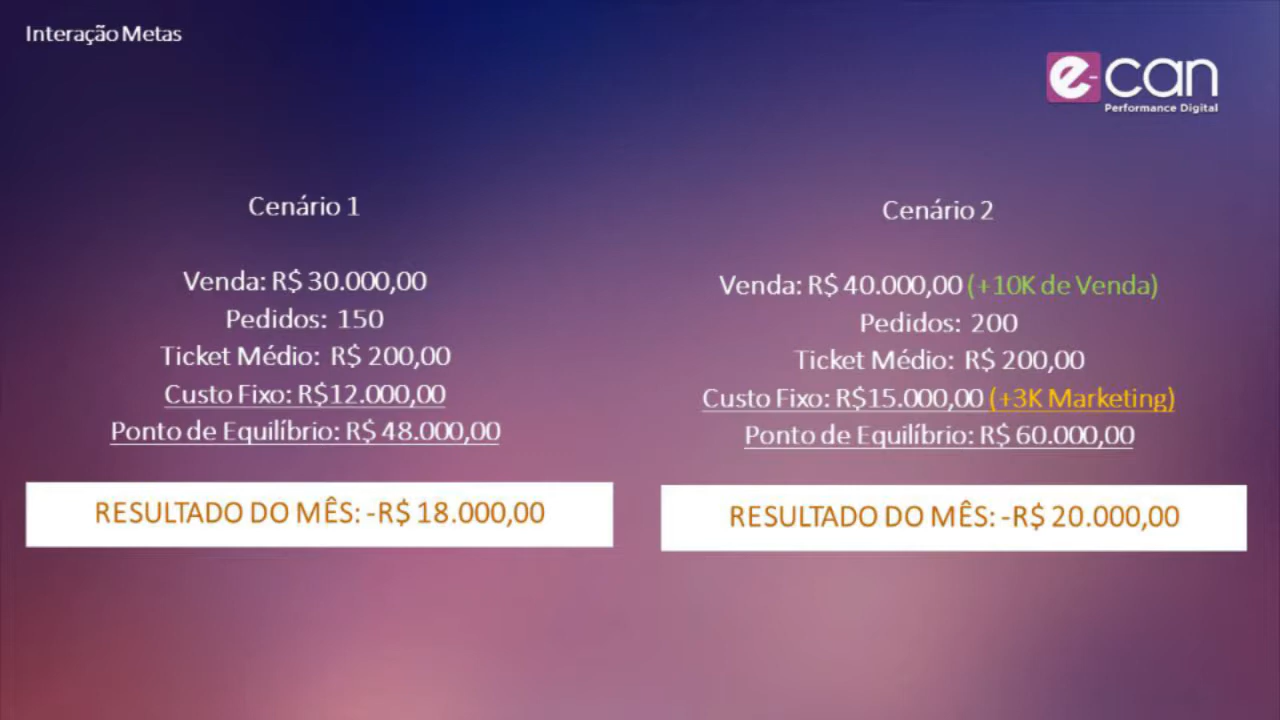 Interação Metas
e-can
Performance Digital
Cenário 1
Venda: R$ 30.000,00
Pedidos: 150
Ticket Médio: R$ 200,00
Custo Fixo: R$12.000,00
Ponto de Equilíbrio: R$ 48.000,00
RESULTADO DO MÊS: -R$ 18.000,00
Cenário 2
Venda: R$ 40.000,00 (+10K de Venda)
Pedidos: 200
Ticket Médio: R$ 200,00
Custo Fixo: R$15.000,00 (+3K Marketing)
Ponto de Equilíbrio: R$ 60.000,00
RESULTADO DO MÊS: -R$ 20.000,00